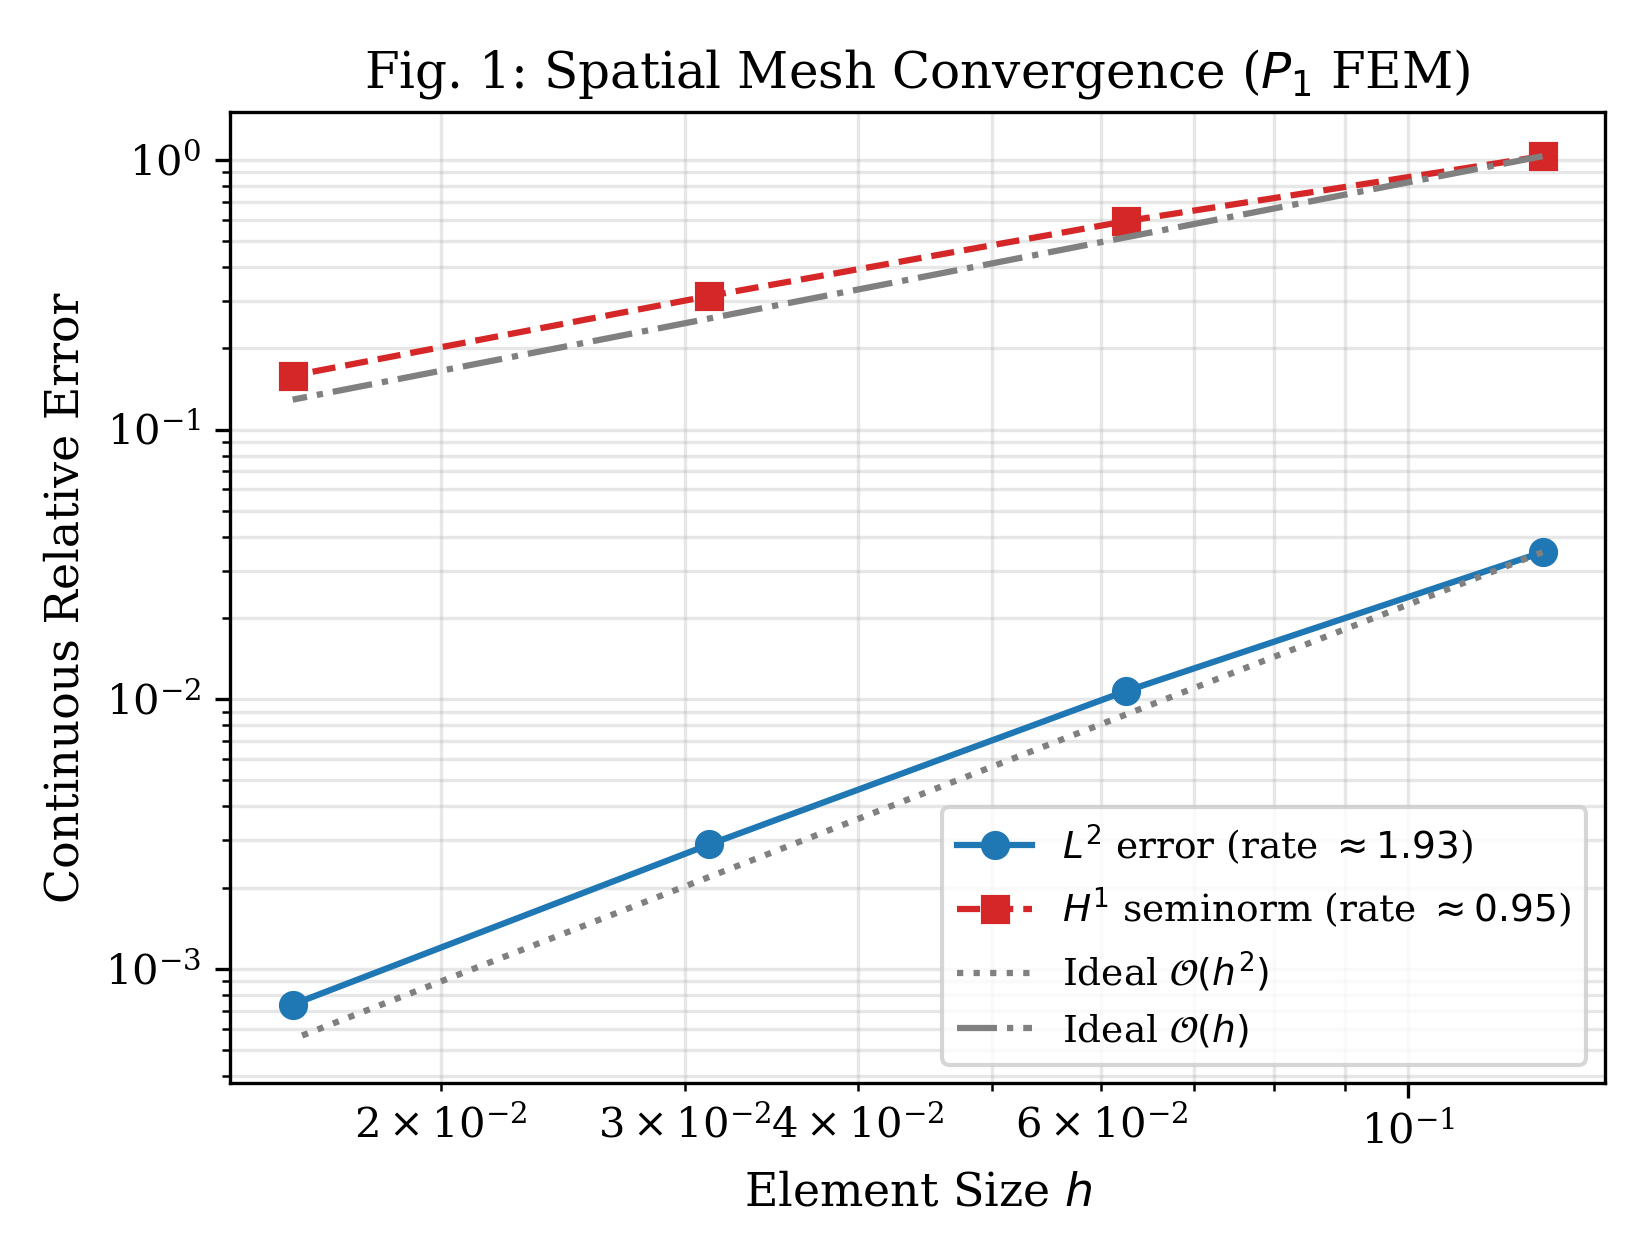 Fig. 1: Spatial Mesh Convergence (P₁ FEM)
Continuous Relative Error
10⁰
10⁻¹
10⁻²
10⁻³
L² error (rate ≈ 1.93)
H¹ seminorm (rate ≈ 0.95)
Ideal 𝒪(h²)
Ideal 𝒪(h)
2 × 10⁻² 3 × 10⁻² 4 × 10⁻² 6 × 10⁻² 10⁻¹
Element Size h